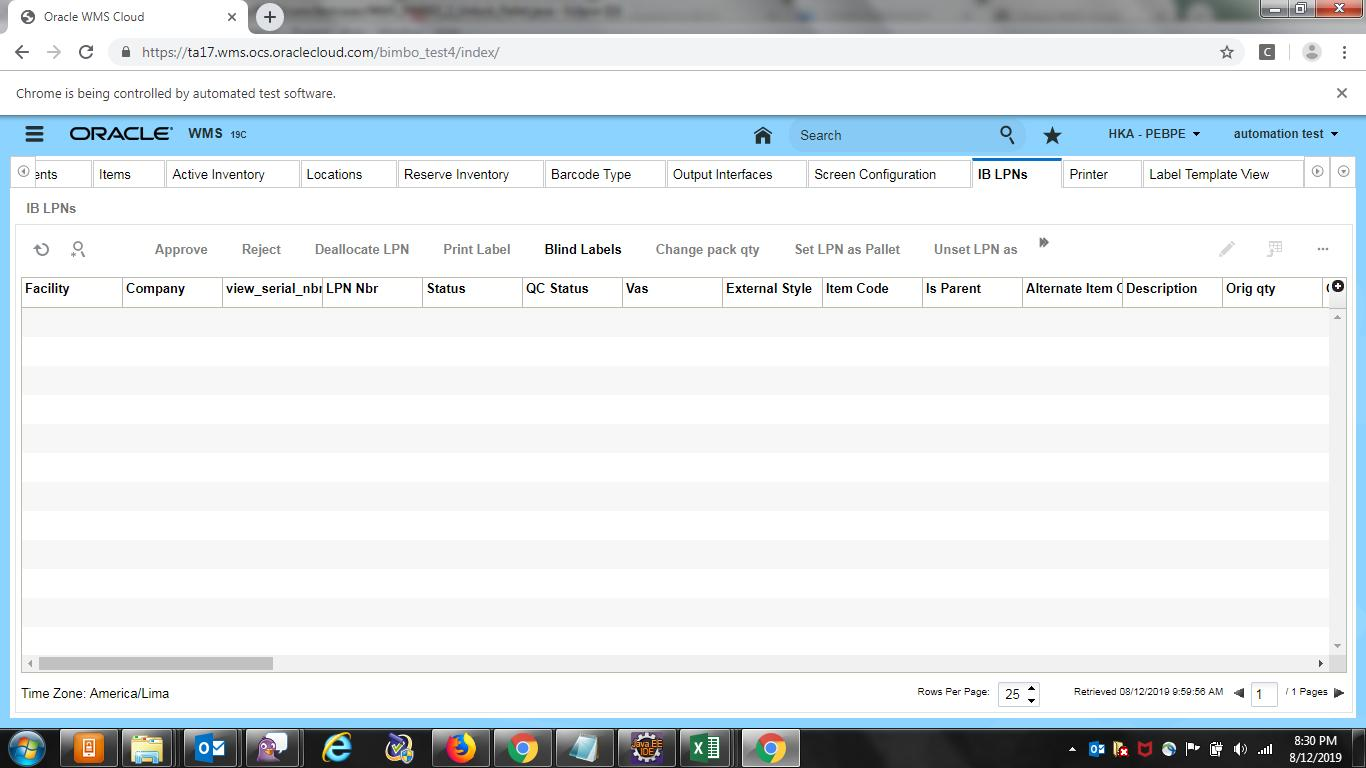 Oracle WMS Cloud
https://ta17.wms.ocs.oraclecloud.com/bimbo_test4/index/
C
Chrome is being controlled by automated test software.
ORACLE WMS 19C Search HKA - PEBPE automation test
ents Items Active Inventory Locations Reserve Inventory Barcode Type Output Interfaces Screen Configuration IB LPNs Printer Label Template View
IB LPNs
Approve Reject Deallocate LPN Print Label Blind Labels Change pack qty Set LPN as Pallet Unset LPN as
Facility Company view_serial_nbr LPN Nbr Status QC Status Vas External Style Item Code Is Parent Alternate Item C Description Orig qty
Time Zone: America/Lima Rows Per Page: 25 Retrieved 08/12/2019 9:59:56 AM 1 / 1 Pages
Java EE
IDE
8:30 PM
8/12/2019